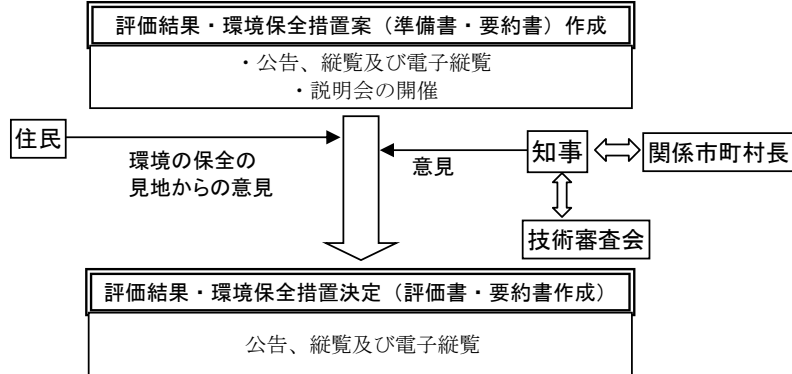 評価結果・環境保全措置案（準備書・要約書）作成
・公告、縦覧及び電子縦覧
・説明会の開催
住民
環境の保全の
見地からの意見
意見
知事
関係市町村長
技術審査会
評価結果・環境保全措置決定（評価書・要約書作成）
公告、縦覧及び電子縦覧